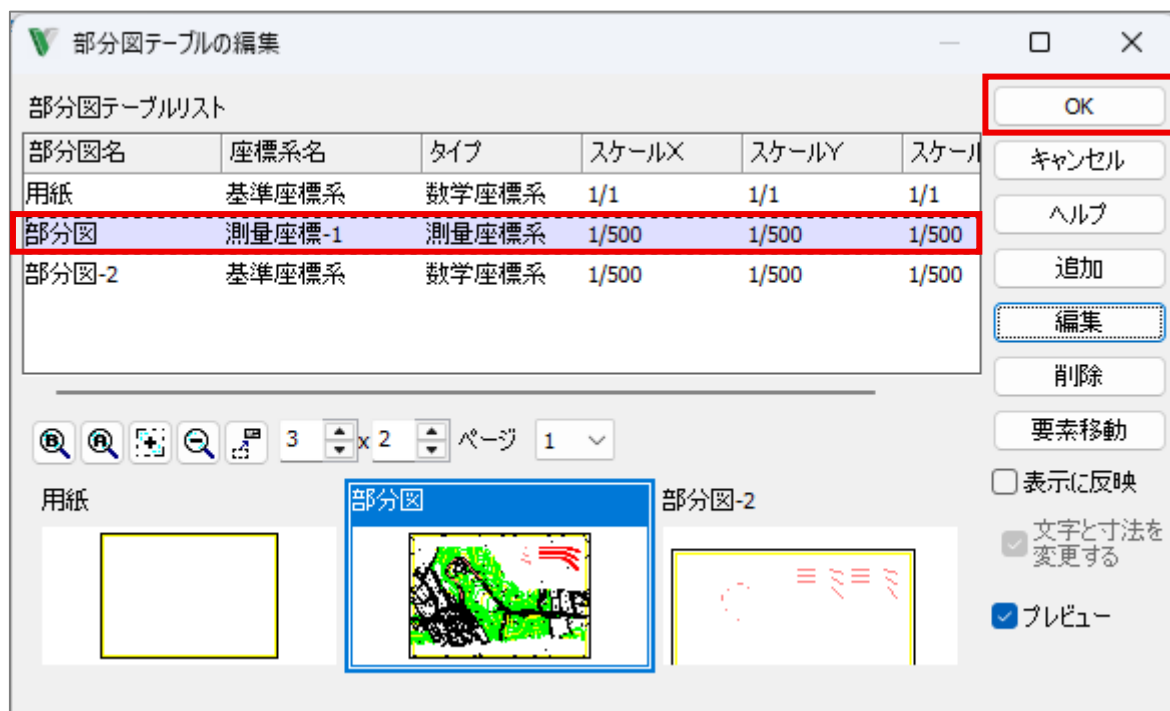 部分図テーブルの編集
部分図テーブルリスト
部分図名 座標系名 タイプ スケールX スケールY スケール
用紙 基準座標系 数学座標系 1/1 1/1 1/1
部分図 測量座標-1 測量座標系 1/500 1/500 1/500
部分図-2 基準座標系 数学座標系 1/500 1/500 1/500
OK
キャンセル
ヘルプ
追加
編集
削除
要素移動
表示に反映
文字と寸法を
変更する
プレビュー
3 x 2 ページ 1
用紙 部分図 部分図-2